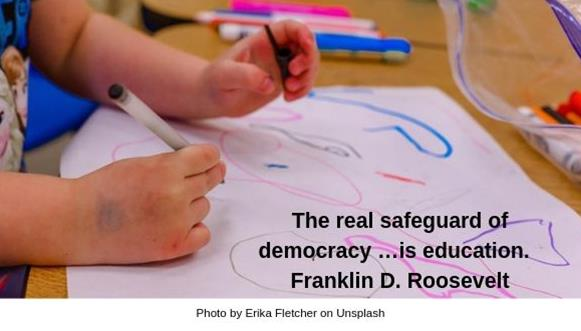 The real safeguard of
democracy ...is education.
Franklin D. Roosevelt
Photo by Erika Fletcher on Unsplash